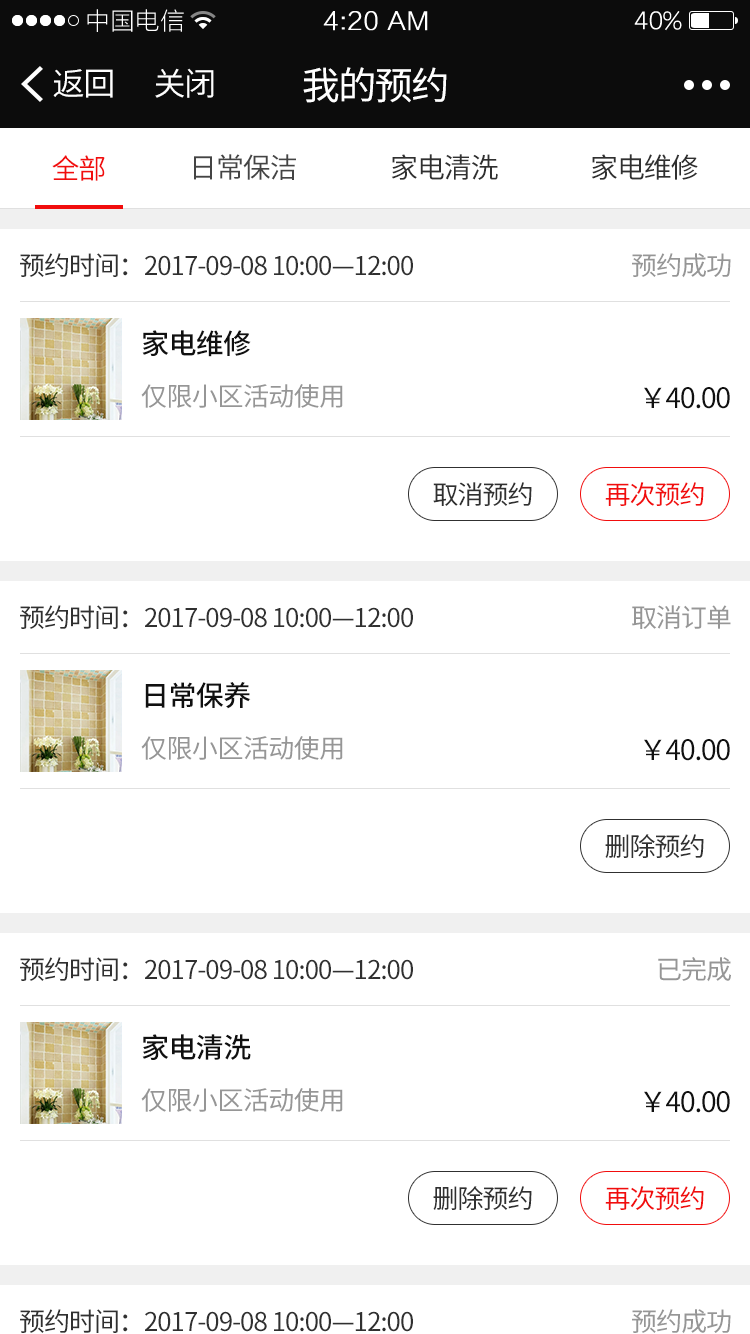 中国电信 4:20 AM 40%
返回 关闭 我的预约
全部 日常保洁 家电清洗 家电维修
预约时间：2017-09-08 10:00—12:00 预约成功
家电维修
仅限小区活动使用 ￥40.00
取消预约 再次预约
预约时间：2017-09-08 10:00—12:00 取消订单
日常保养
仅限小区活动使用 ￥40.00
删除预约
预约时间：2017-09-08 10:00—12:00 已完成
家电清洗
仅限小区活动使用 ￥40.00
删除预约 再次预约
预约时间：2017-09-08 10:00—12:00 预约成功